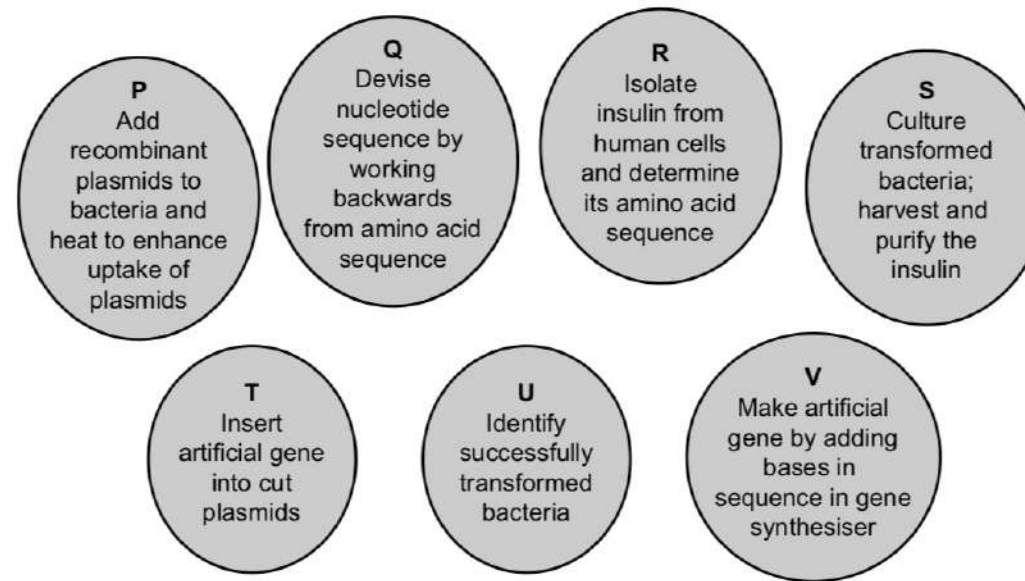 P
Add
recombinant
plasmids to
bacteria and
heat to enhance
uptake of
plasmids
Q
Devise
nucleotide
sequence by
working
backwards
from amino acid
sequence
R
Isolate
insulin from
human cells
and determine
its amino acid
sequence
S
Culture
transformed
bacteria;
harvest and
purify the
insulin
T
Insert
artificial gene
into cut
plasmids
U
Identify
successfully
transformed
bacteria
V
Make artificial
gene by adding
bases in
sequence in gene
synthesiser